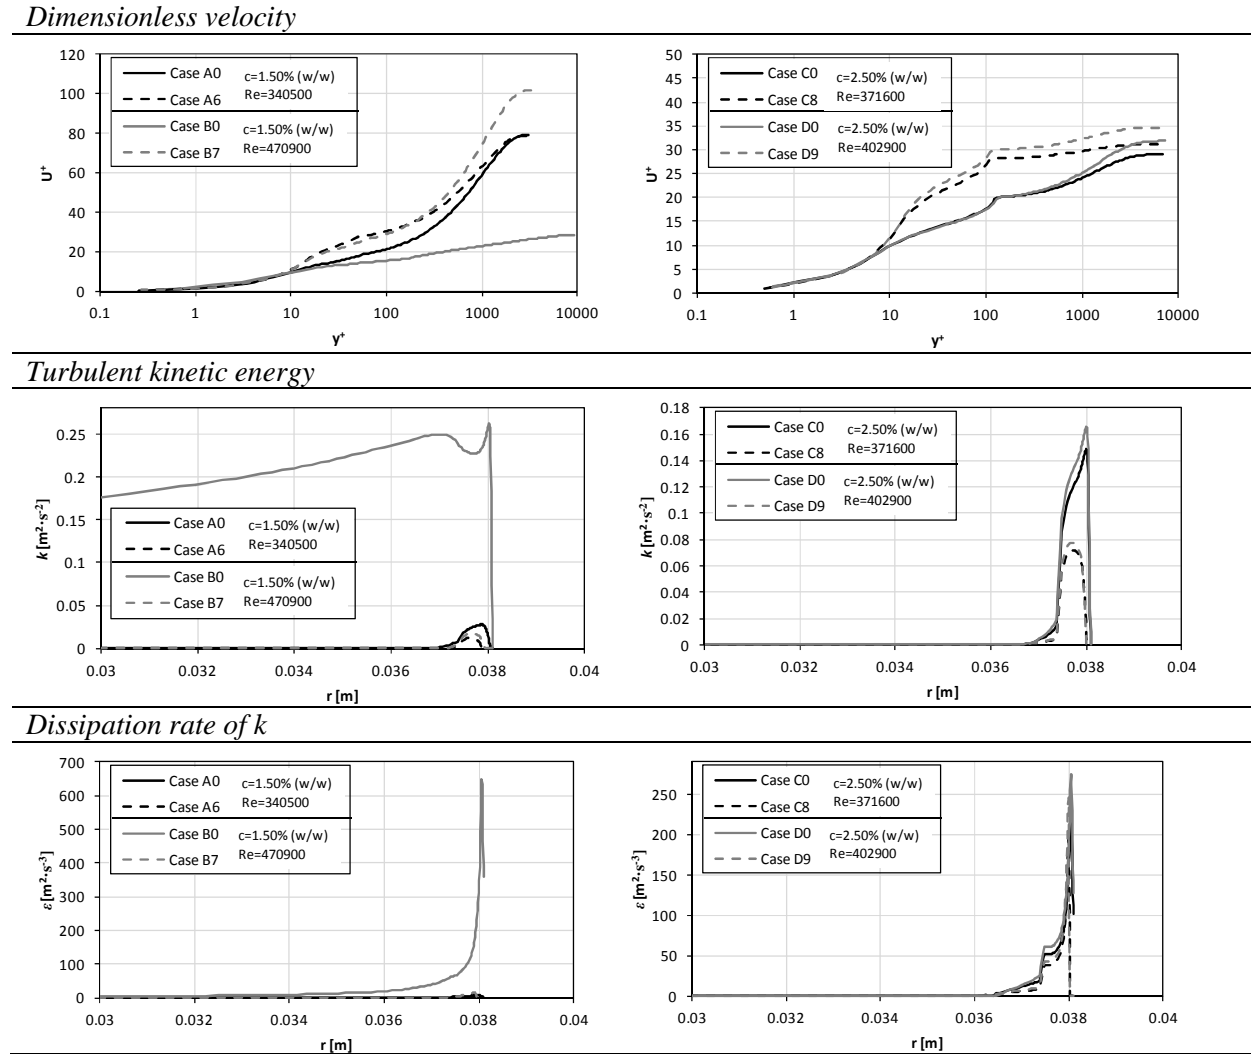 Dimensionless velocity
120
100
80
60
40
20
0
U⁺
Case A0 c=1.50% (w/w)
Case A6 Re=340500
Case B0 c=1.50% (w/w)
Case B7 Re=470900
0.1 1 10 100 1000 10000
y⁺
50
45
40
35
30
25
20
15
10
5
0
U⁺
Case C0 c=2.50% (w/w)
Case C8 Re=371600
Case D0 c=2.50% (w/w)
Case D9 Re=402900
0.1 1 10 100 1000 10000
y⁺
Turbulent kinetic energy
0.25
0.2
0.15
0.1
0.05
0
k [m²·s⁻²]
Case A0 c=1.50% (w/w)
Case A6 Re=340500
Case B0 c=1.50% (w/w)
Case B7 Re=470900
0.03 0.032 0.034 0.036 0.038 0.04
r [m]
0.18
0.16
0.14
0.12
0.1
0.08
0.06
0.04
0.02
0
k [m²·s⁻²]
Case C0 c=2.50% (w/w)
Case C8 Re=371600
Case D0 c=2.50% (w/w)
Case D9 Re=402900
0.03 0.032 0.034 0.036 0.038 0.04
r [m]
Dissipation rate of k
700
600
500
400
300
200
100
0
ε [m²·s⁻³]
Case A0 c=1.50% (w/w)
Case A6 Re=340500
Case B0 c=1.50% (w/w)
Case B7 Re=470900
0.03 0.032 0.034 0.036 0.038 0.04
r [m]
250
200
150
100
50
0
ε [m²·s⁻³]
Case C0 c=2.50% (w/w)
Case C8 Re=371600
Case D0 c=2.50% (w/w)
Case D9 Re=402900
0.03 0.032 0.034 0.036 0.038 0.04
r [m]